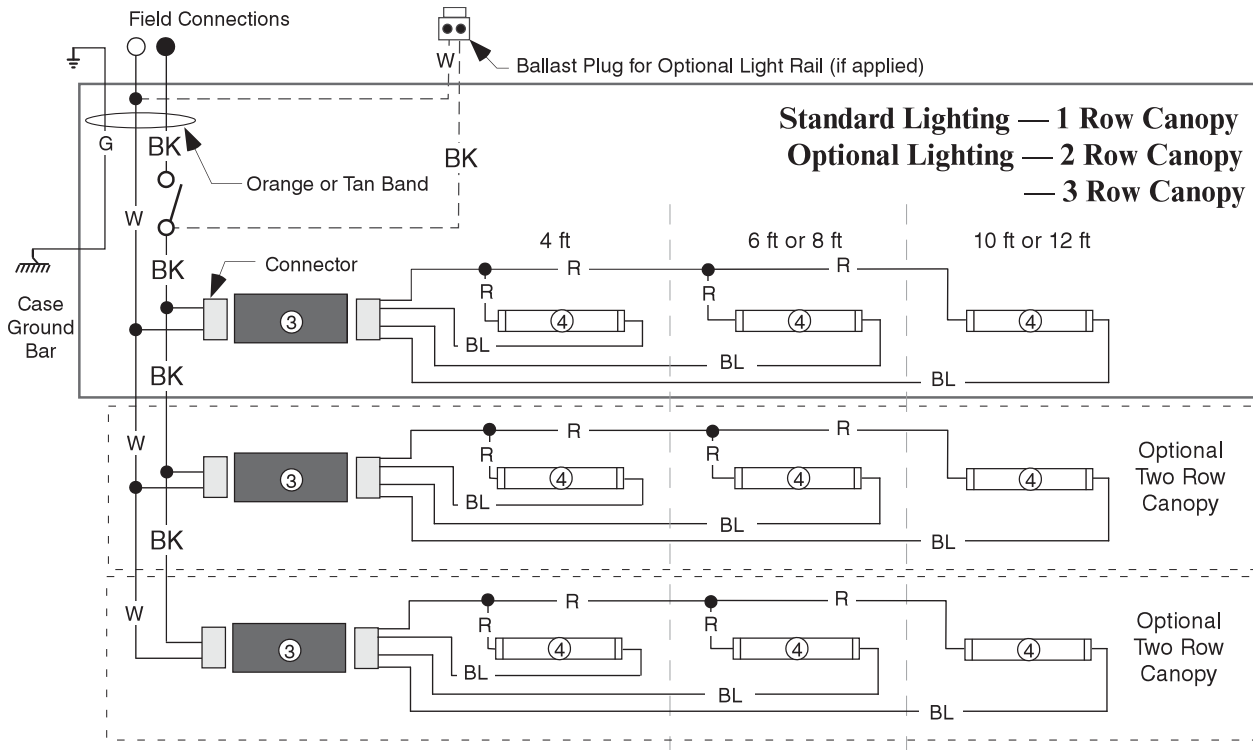 Field Connections
W
Ballast Plug for Optional Light Rail (if applied)
Standard Lighting — 1 Row Canopy
Optional Lighting — 2 Row Canopy
— 3 Row Canopy
G
BK
BK
Orange or Tan Band
W
4 ft
6 ft or 8 ft
10 ft or 12 ft
BK
Connector
R
R
Case
Ground
Bar
R
R
3
4
4
4
BL
BL
BL
BK
W
R
R
R
R
3
4
4
4
BL
BL
BL
Optional
Two Row
Canopy
BK
W
R
R
R
R
3
4
4
4
BL
BL
BL
Optional
Two Row
Canopy